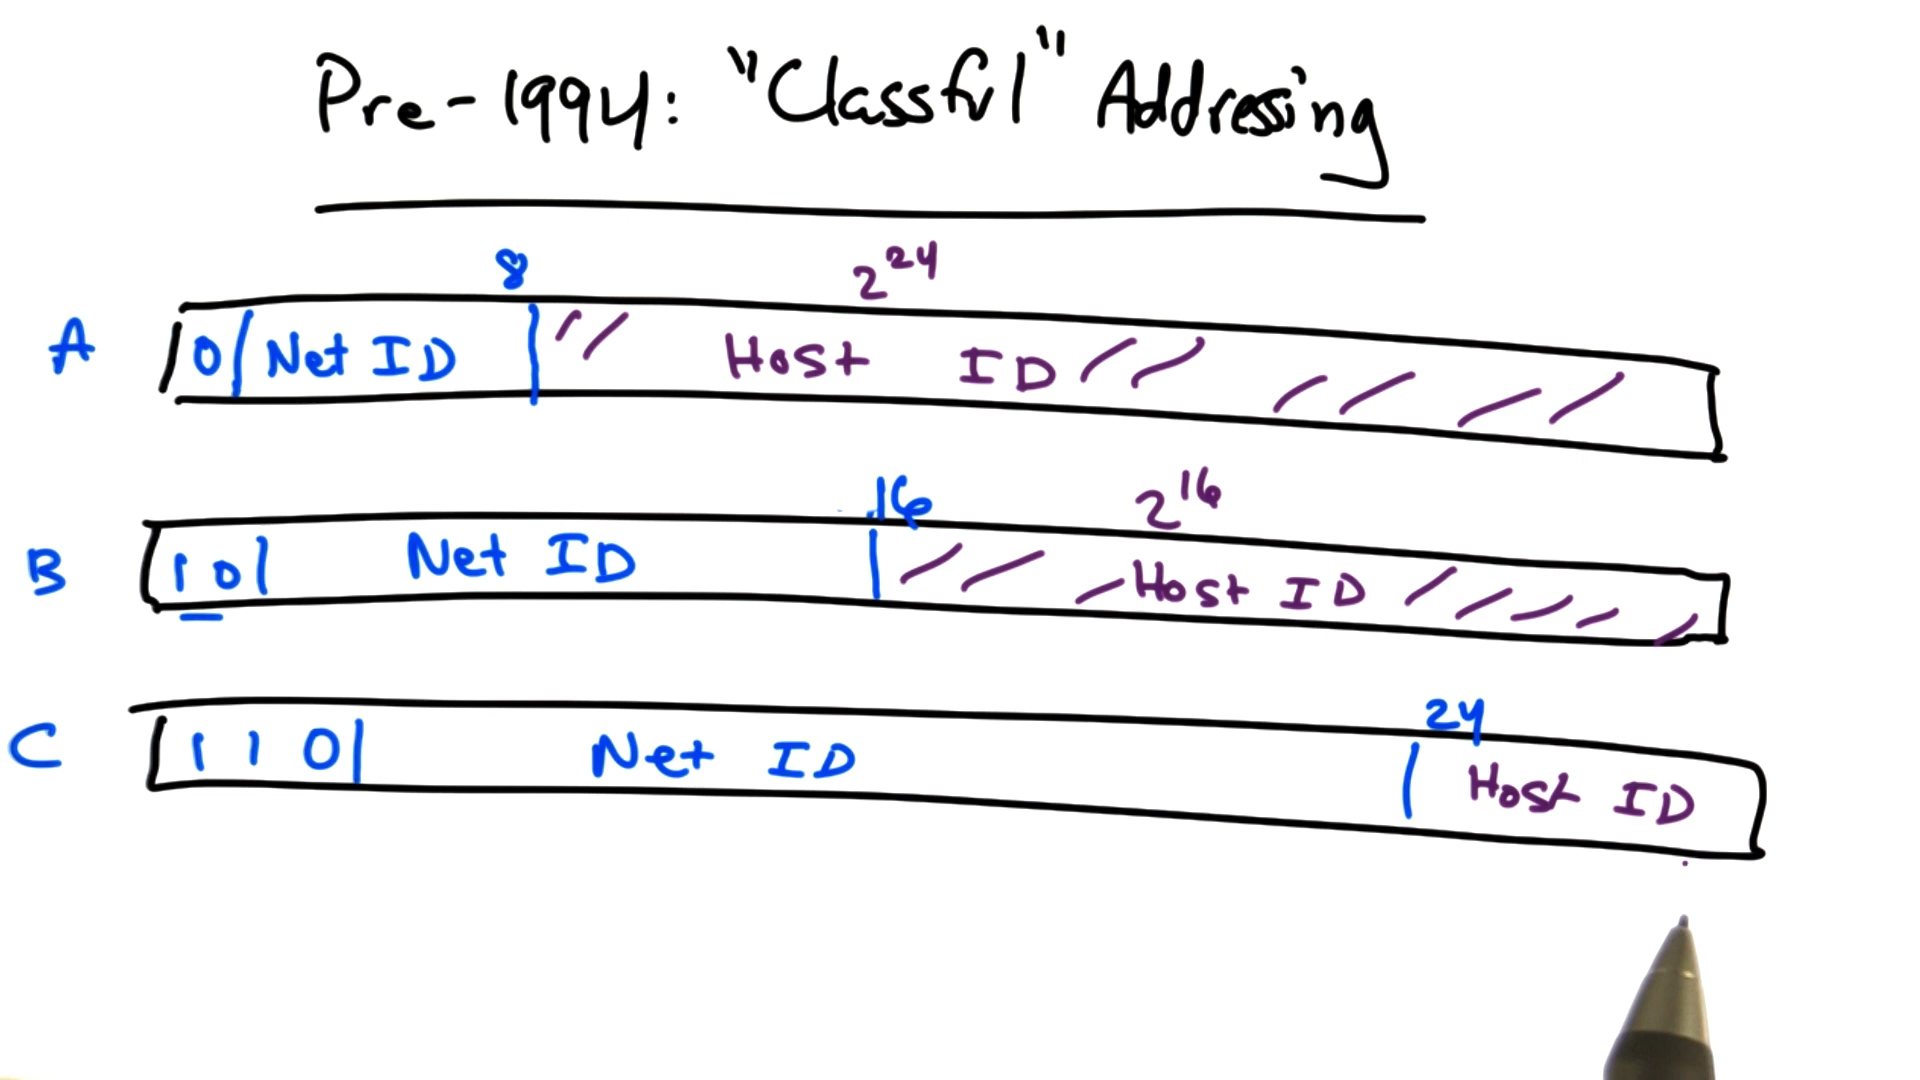 Pre-1994: "Classful" Addressing
8 2^24
A 0 Net ID Host ID
16 2^16
B 10 Net ID Host ID
24
C 110 Net ID Host ID